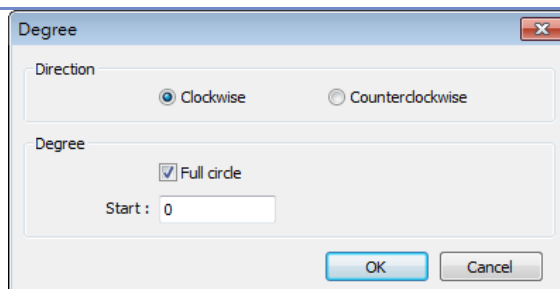 Degree
Direction
Clockwise Counterclockwise
Degree
Full circle
Start : 0
OK Cancel